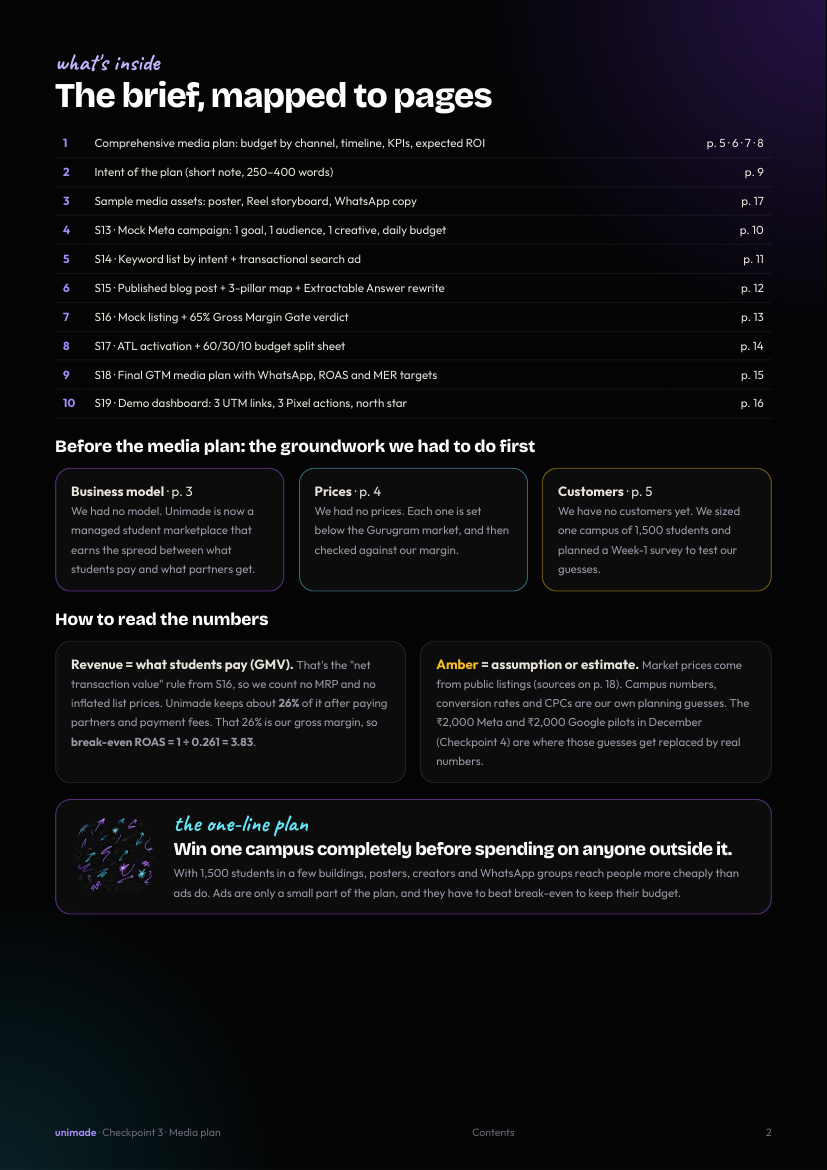 what's inside
The brief, mapped to pages
1 Comprehensive media plan: budget by channel, timeline, KPIs, expected ROI p. 5 · 6 · 7 · 8
2 Intent of the plan (short note, 250–400 words) p. 9
3 Sample media assets: poster, Reel storyboard, WhatsApp copy p. 17
4 S13 · Mock Meta campaign: 1 goal, 1 audience, 1 creative, daily budget p. 10
5 S14 · Keyword list by intent + transactional search ad p. 11
6 S15 · Published blog post + 3-pillar map + Extractable Answer rewrite p. 12
7 S16 · Mock listing + 65% Gross Margin Gate verdict p. 13
8 S17 · ATL activation + 60/30/10 budget split sheet p. 14
9 S18 · Final GTM media plan with WhatsApp, ROAS and MER targets p. 15
10 S19 · Demo dashboard: 3 UTM links, 3 Pixel actions, north star p. 16
Before the media plan: the groundwork we had to do first
Business model · p. 3
We had no model. Unimade is now a
managed student marketplace that
earns the spread between what
students pay and what partners get.
Prices · p. 4
We had no prices. Each one is set
below the Gurugram market, and then
checked against our margin.
Customers · p. 5
We have no customers yet. We sized
one campus of 1,500 students and
planned a Week-1 survey to test our
guesses.
How to read the numbers
Revenue = what students pay (GMV). That's the "net
transaction value" rule from S16, so we count no MRP and no
inflated list prices. Unimade keeps about 26% of it after paying
partners and payment fees. That 26% is our gross margin, so
break-even ROAS = 1 ÷ 0.261 = 3.83.
Amber = assumption or estimate. Market prices come
from public listings (sources on p. 18). Campus numbers,
conversion rates and CPCs are our own planning guesses. The
₹2,000 Meta and ₹2,000 Google pilots in December
(Checkpoint 4) are where those guesses get replaced by real
numbers.
the one-line plan
Win one campus completely before spending on anyone outside it.
With 1,500 students in a few buildings, posters, creators and WhatsApp groups reach people more cheaply than
ads do. Ads are only a small part of the plan, and they have to beat break-even to keep their budget.
unimade · Checkpoint 3 · Media plan Contents 2